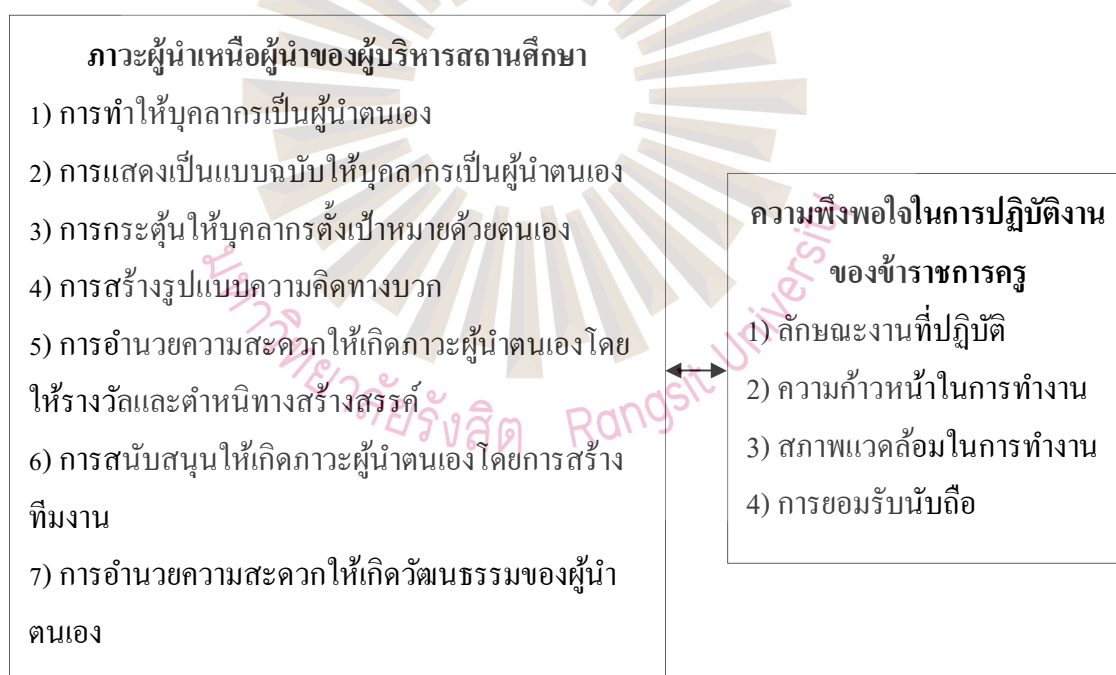 ภาวะผู้นำเหนือผู้นำของผู้บริหารสถานศึกษา
1) การทำให้บุคลากรเป็นผู้นำตนเอง
2) การแสดงเป็นแบบฉบับให้บุคลากรเป็นผู้นำตนเอง
3) การกระตุ้นให้บุคลากรตั้งเป้าหมายด้วยตนเอง
4) การสร้างรูปแบบความคิดทางบวก
5) การอำนวยความสะดวกให้เกิดภาวะผู้นำตนเองโดย
ให้รางวัลและตำหนิทางสร้างสรรค์
6) การสนับสนุนให้เกิดภาวะผู้นำตนเองโดยการสร้าง
ทีมงาน
7) การอำนวยความสะดวกให้เกิดวัฒนธรรมของผู้นำ
ตนเอง
ความพึงพอใจในการปฏิบัติงาน
ของข้าราชการครู
1) ลักษณะงานที่ปฏิบัติ
2) ความก้าวหน้าในการทำงาน
3) สภาพแวดล้อมในการทำงาน
4) การยอมรับนับถือ
มหาวิทยาลัยรังสิต Rangsit University